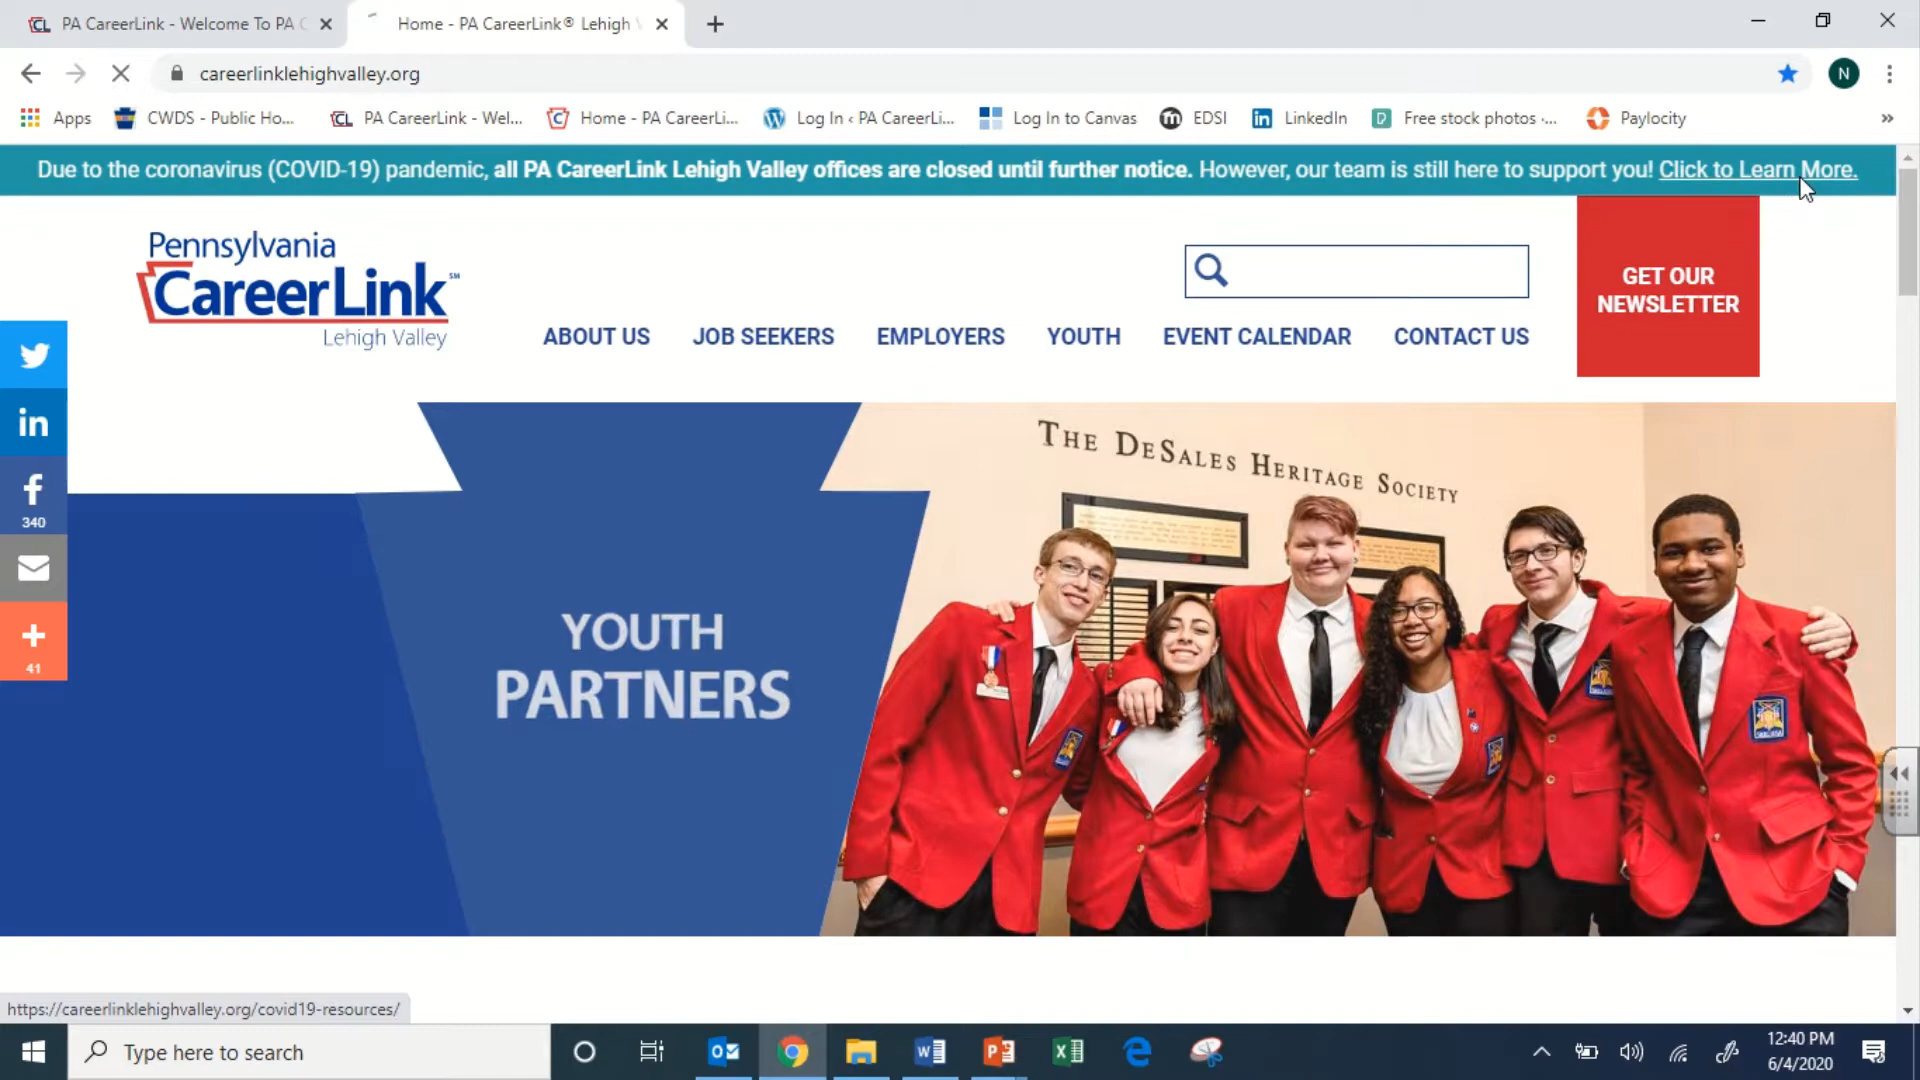 PA CareerLink - Welcome To PA C
Home - PA CareerLink® Lehigh V
careerlinklehighvalley.org
N
Apps
CWDS - Public Ho...
CL
PA CareerLink - Wel...
Home - PA CareerLi...
Log In ‹ PA CareerLi...
Log In to Canvas
EDSI
LinkedIn
Free stock photos ·...
Paylocity
»
Due to the coronavirus (COVID-19) pandemic, all PA CareerLink Lehigh Valley offices are closed until further notice. However, our team is still here to support you! Click to Learn More.
Pennsylvania
CareerLink℠
Lehigh Valley
GET OUR
NEWSLETTER
ABOUT US
JOB SEEKERS
EMPLOYERS
YOUTH
EVENT CALENDAR
CONTACT US
in
f
340
41
THE DESALES HERITAGE SOCIETY
YOUTH
PARTNERS
https://careerlinklehighvalley.org/covid19-resources/
Type here to search
12:40 PM
6/4/2020